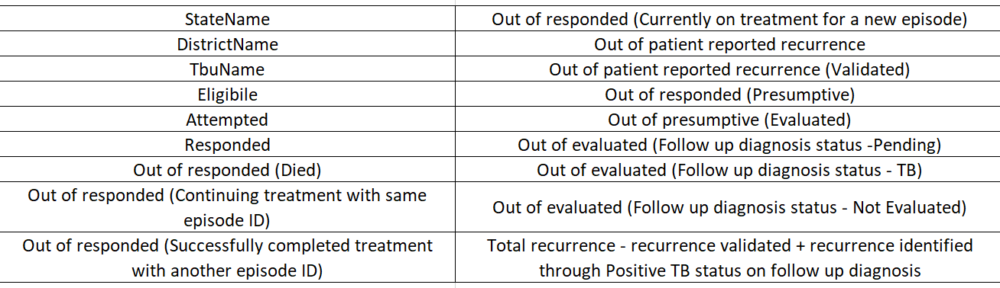 StateName
Out of responded (Currently on treatment for a new episode)
DistrictName
Out of patient reported recurrence
TbuName
Out of patient reported recurrence (Validated)
Eligibile
Out of responded (Presumptive)
Attempted
Out of presumptive (Evaluated)
Responded
Out of evaluated (Follow up diagnosis status -Pending)
Out of responded (Died)
Out of evaluated (Follow up diagnosis status - TB)
Out of responded (Continuing treatment with same
episode ID)
Out of evaluated (Follow up diagnosis status - Not Evaluated)
Out of responded (Successfully completed treatment
with another episode ID)
Total recurrence - recurrence validated + recurrence identified
through Positive TB status on follow up diagnosis